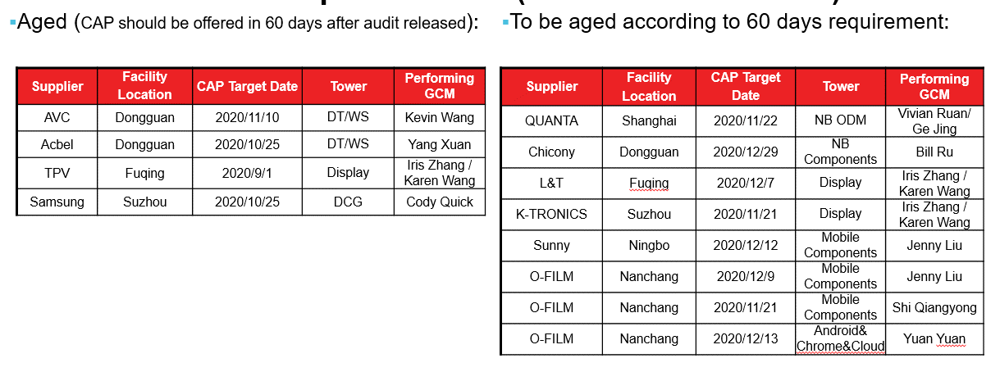 ▪Aged (CAP should be offered in 60 days after audit released):
Supplier Facility Location CAP Target Date Tower Performing GCM
AVC Dongguan 2020/11/10 DT/WS Kevin Wang
Acbel Dongguan 2020/10/25 DT/WS Yang Xuan
TPV Fuqing 2020/9/1 Display Iris Zhang / Karen Wang
Samsung Suzhou 2020/10/25 DCG Cody Quick
▪To be aged according to 60 days requirement:
Supplier Facility Location CAP Target Date Tower Performing GCM
QUANTA Shanghai 2020/11/22 NB ODM Vivian Ruan/ Ge Jing
Chicony Dongguan 2020/12/29 NB Components Bill Ru
L&T Fuqing 2020/12/7 Display Iris Zhang / Karen Wang
K-TRONICS Suzhou 2020/11/21 Display Iris Zhang / Karen Wang
Sunny Ningbo 2020/12/12 Mobile Components Jenny Liu
O-FILM Nanchang 2020/12/9 Mobile Components Jenny Liu
O-FILM Nanchang 2020/11/21 Mobile Components Shi Qiangyong
O-FILM Nanchang 2020/12/13 Android& Chrome&Cloud Yuan Yuan